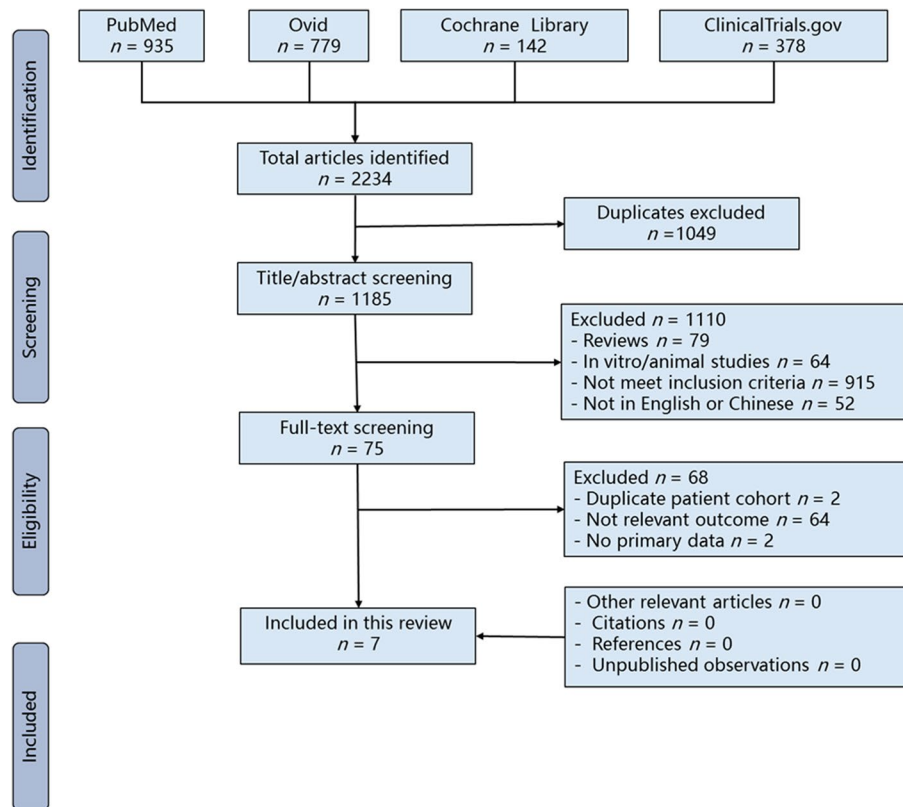 PubMed
n = 935
Ovid
n = 779
Cochrane Library
n = 142
ClinicalTrials.gov
n = 378
Identification
Total articles identified
n = 2234
Duplicates excluded
n =1049
Screening
Title/abstract screening
n = 1185
Excluded n = 1110
- Reviews n = 79
- In vitro/animal studies n = 64
- Not meet inclusion criteria n = 915
- Not in English or Chinese n = 52
Eligibility
Full-text screening
n = 75
Excluded n = 68
- Duplicate patient cohort n = 2
- Not relevant outcome n = 64
- No primary data n = 2
Included in this review
n = 7
- Other relevant articles n = 0
- Citations n = 0
- References n = 0
- Unpublished observations n = 0
Included